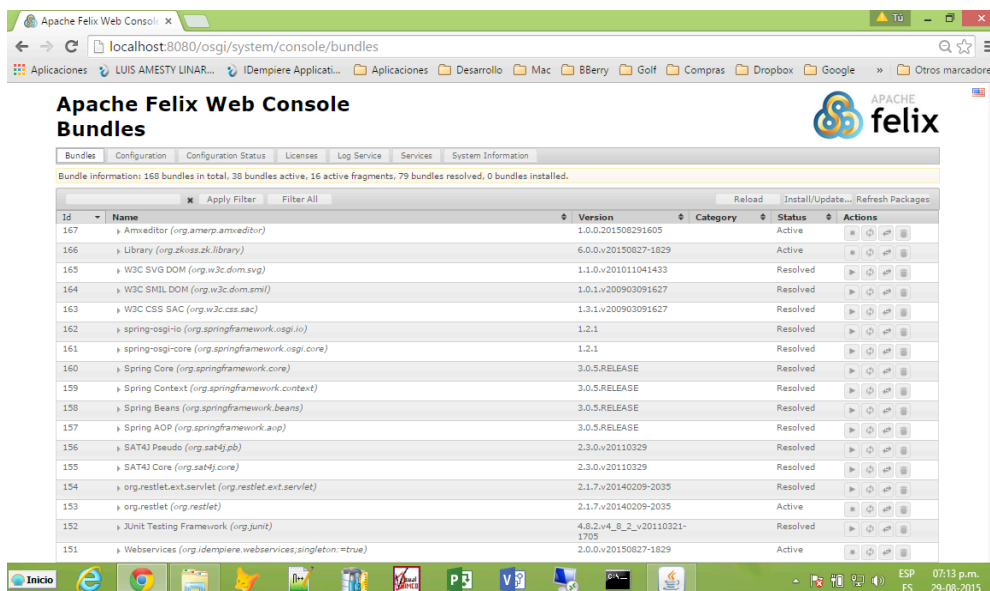 Apache Felix Web Console
Tú
localhost:8080/osgi/system/console/bundles
Aplicaciones LUIS AMESTY LINAR... IDempiere Applicati... Aplicaciones Desarrollo Mac BBerry Golf Compras Dropbox Google » Otros marcadore
Apache Felix Web Console
Bundles
APACHE
felix
Bundles Configuration Configuration Status Licenses Log Service Services System Information
Bundle information: 168 bundles in total, 38 bundles active, 16 active fragments, 79 bundles resolved, 0 bundles installed.
Apply Filter Filter All Reload Install/Update... Refresh Packages
Id Name Version Category Status Actions
167 Amxeditor (org.amerp.amxeditor) 1.0.0.201508291605 Active
166 Library (org.zkoss.zk.library) 6.0.0.v20150827-1829 Active
165 W3C SVG DOM (org.w3c.dom.svg) 1.1.0.v201011041433 Resolved
164 W3C SMIL DOM (org.w3c.dom.smil) 1.0.1.v200903091627 Resolved
163 W3C CSS SAC (org.w3c.css.sac) 1.3.1.v200903091627 Resolved
162 spring-osgi-io (org.springframework.osgi.io) 1.2.1 Resolved
161 spring-osgi-core (org.springframework.osgi.core) 1.2.1 Resolved
160 Spring Core (org.springframework.core) 3.0.5.RELEASE Resolved
159 Spring Context (org.springframework.context) 3.0.5.RELEASE Resolved
158 Spring Beans (org.springframework.beans) 3.0.5.RELEASE Resolved
157 Spring AOP (org.springframework.aop) 3.0.5.RELEASE Resolved
156 SAT4J Pseudo (org.sat4j.pb) 2.3.0.v20110329 Resolved
155 SAT4J Core (org.sat4j.core) 2.3.0.v20110329 Resolved
154 org.restlet.ext.servlet (org.restlet.ext.servlet) 2.1.7.v20140209-2035 Resolved
153 org.restlet (org.restlet) 2.1.7.v20140209-2035 Active
152 JUnit Testing Framework (org.junit) 4.8.2.v4_8_2_v20110321-1705 Resolved
151 Webservices (org.idempiere.webservices;singleton:=true) 2.0.0.v20150827-1829 Active
Inicio
ESP 07:13 p.m.
ES 29-08-2015